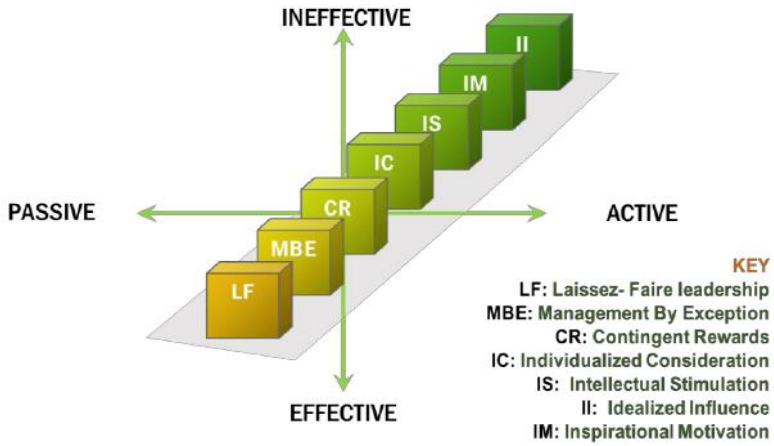 INEFFECTIVE
II
IM
IS
IC
PASSIVE
CR
ACTIVE
MBE
LF
KEY
LF: Laissez- Faire leadership
MBE: Management By Exception
CR: Contingent Rewards
IC: Individualized Consideration
IS: Intellectual Stimulation
II: Idealized Influence
IM: Inspirational Motivation
EFFECTIVE